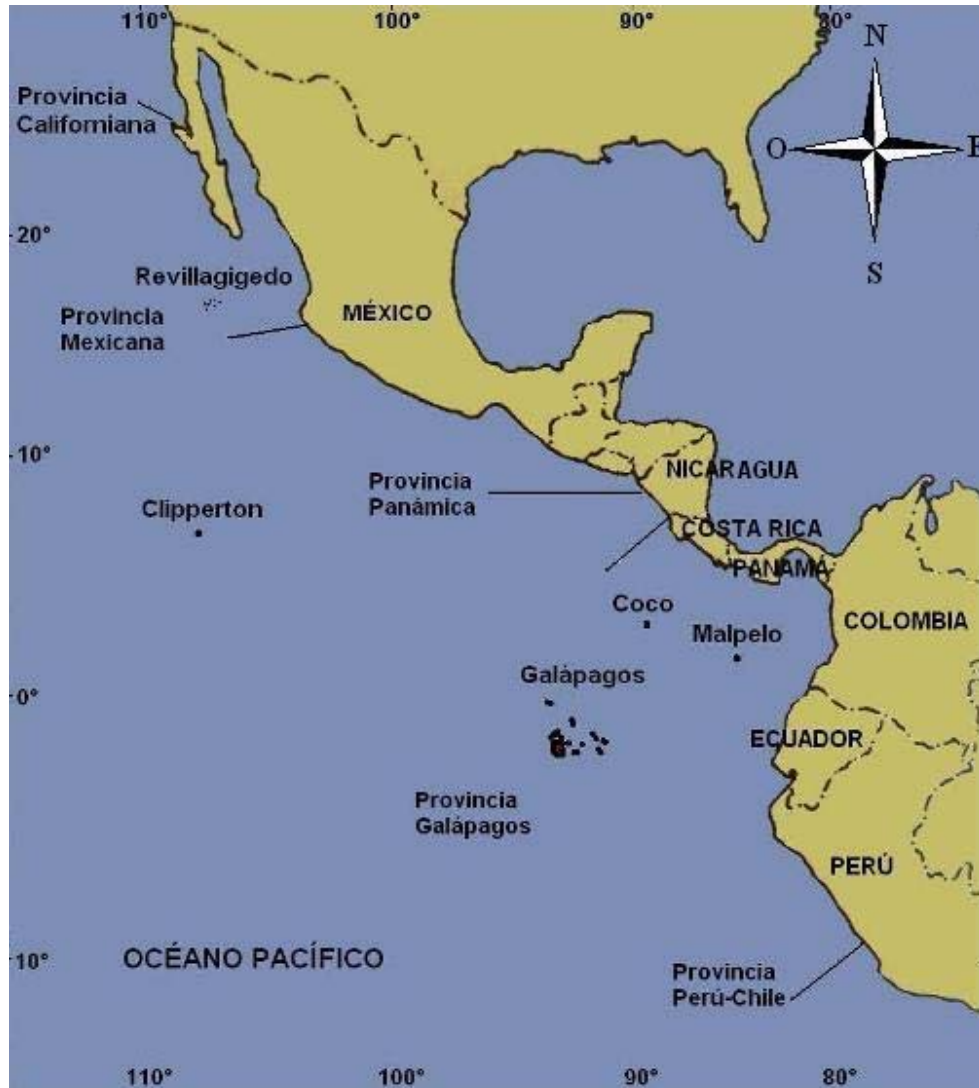 110°
100°
90°
80°
N
Provincia
Californiana
O
E
20°
S
Revillagigedo
Provincia
Mexicana
MÉXICO
10°
NICARAGUA
Provincia
Panámica
Clipperton
COSTA RICA
PANAMÁ
Coco
COLOMBIA
Malpelo
Galápagos
0°
ECUADOR
Provincia
Galápagos
PERÚ
OCÉANO PACÍFICO
10°
Provincia
Perú-Chile
110°
100°
90°
80°